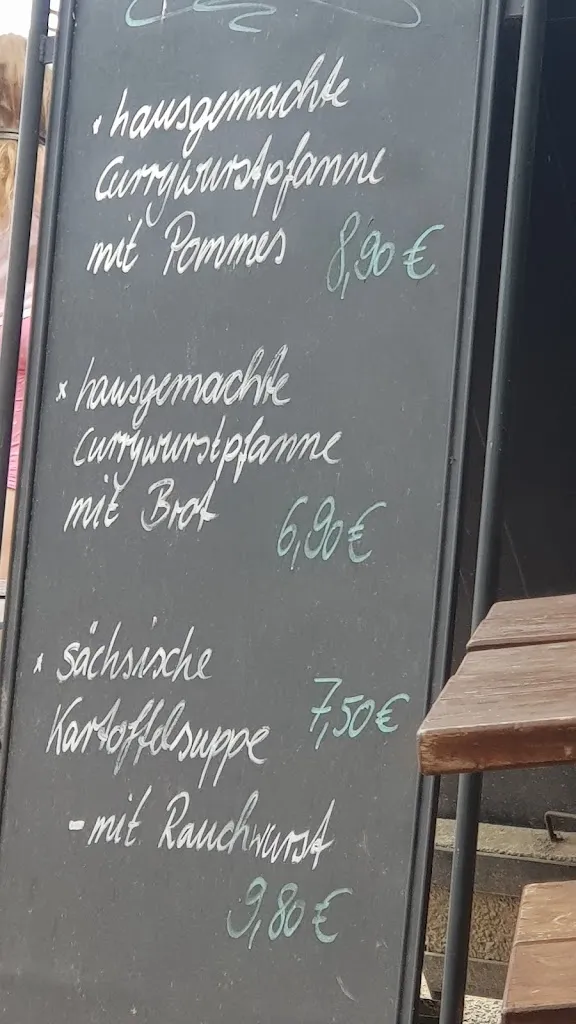 • hausgemachte
Currywurstpfanne
mit Pommes 8,90 €
x hausgemachte
Currywurstpfanne
mit Brot 6,90 €
x sächsische
Kartoffelsuppe 7,50 €
- mit Rauchwurst
9,80 €